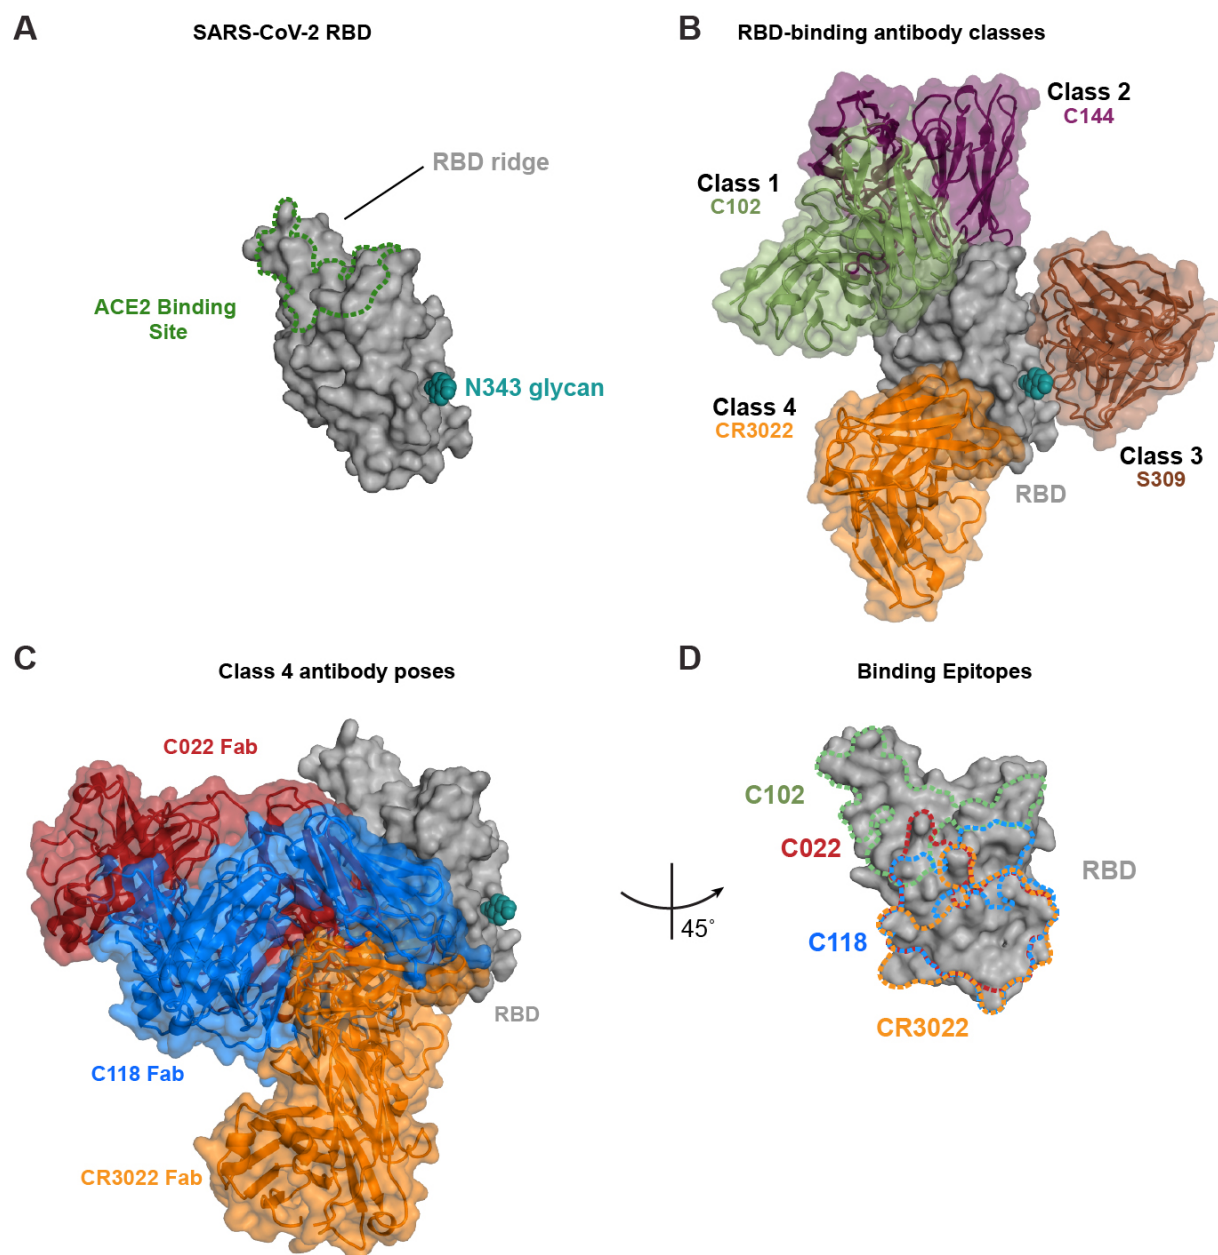 A
SARS-CoV-2 RBD
RBD ridge
ACE2 Binding
Site
N343 glycan
B
RBD-binding antibody classes
Class 2
C144
Class 1
C102
Class 4
CR3022
Class 3
S309
RBD
C
Class 4 antibody poses
C022 Fab
C118 Fab
CR3022 Fab
RBD
45°
D
Binding Epitopes
C102
C022
RBD
C118
CR3022